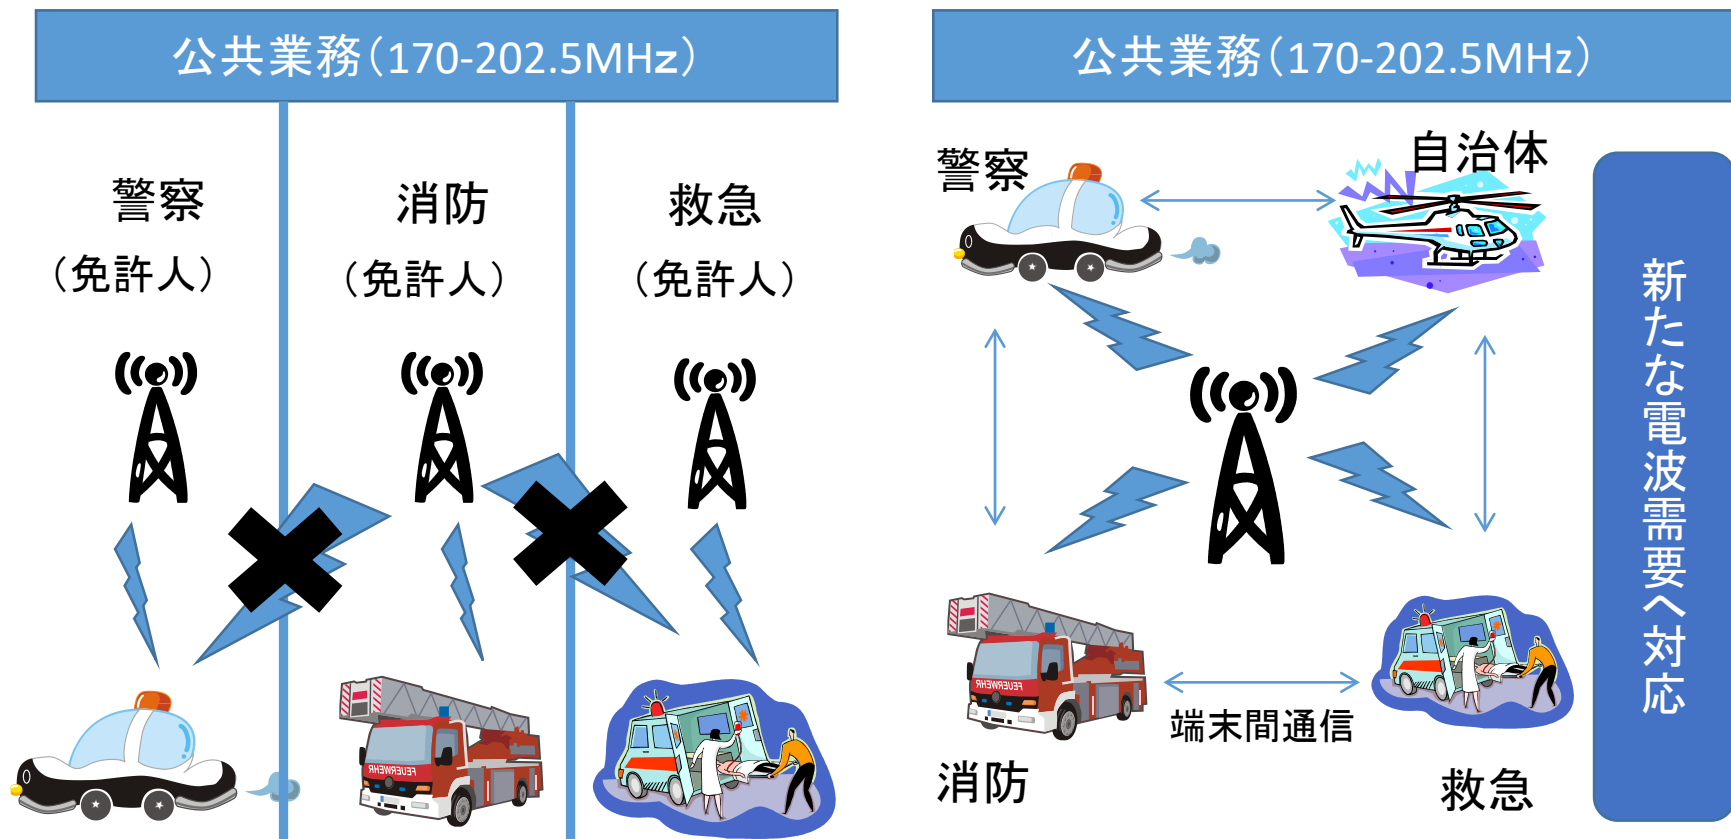 公共業務（170-202.5MHz）
警察
（免許人）
消防
（免許人）
救急
（免許人）
公共業務（170-202.5MHz）
警察
自治体
消防
端末間通信
救急
新たな電波需要へ対応